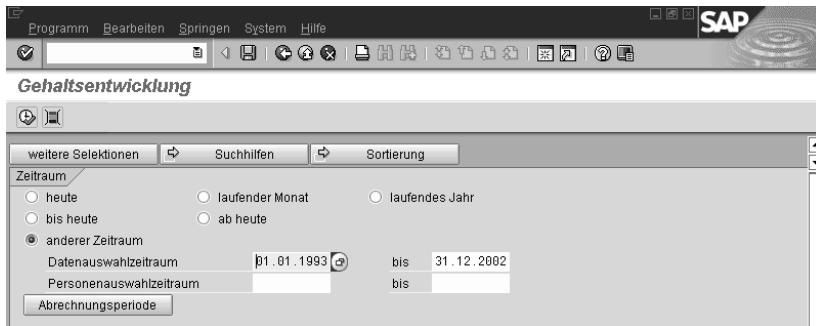 Programm Bearbeiten Springen System Hilfe
SAP
Gehaltsentwicklung
weitere Selektionen Suchhilfen Sortierung
Zeitraum
heute laufender Monat laufendes Jahr
bis heute ab heute
anderer Zeitraum
Datenauswahlzeitraum 01.01.1993 bis 31.12.2002
Personenauswahlzeitraum bis
Abrechnungsperiode